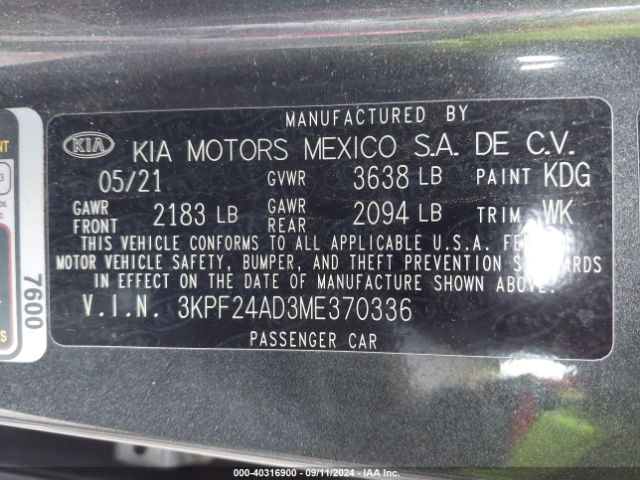 MANUFACTURED BY
KIA KIA MOTORS MEXICO S.A. DE C.V.
05/21 GVWR 3638 LB PAINT KDG
GAWR FRONT 2183 LB GAWR REAR 2094 LB TRIM WK
THIS VEHICLE CONFORMS TO ALL APPLICABLE U.S.A.
MOTOR VEHICLE SAFETY, BUMPER, AND THEFT PREVENTION
IN EFFECT ON THE DATE OF MANUFACTURE SHOWN ABOVE.
V.I.N. 3KPF24AD3ME370336
PASSENGER CAR
7600
000-40316900 - 09/11/2024 - IAA Inc.